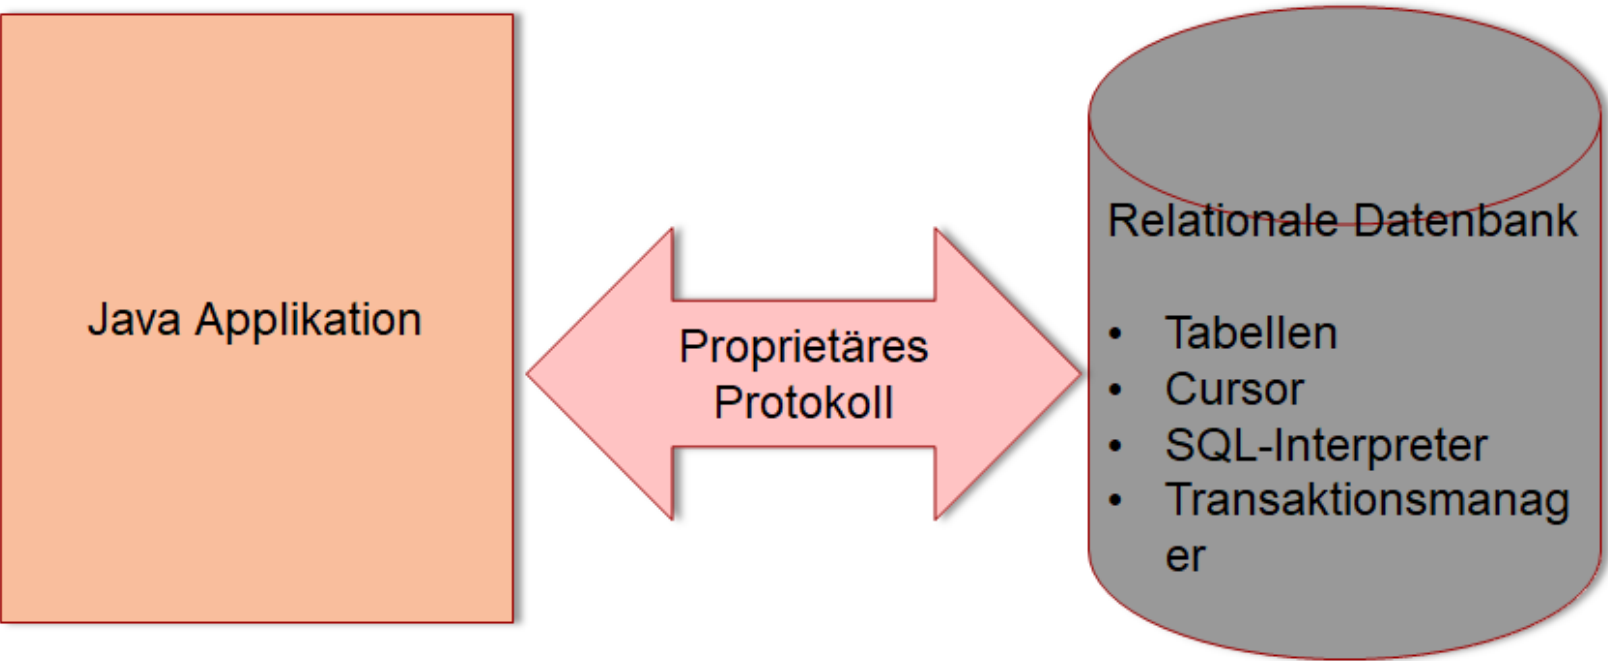 Java Applikation
Proprietäres
Protokoll
Relationale Datenbank
• Tabellen
• Cursor
• SQL-Interpreter
• Transaktionsmanag
er